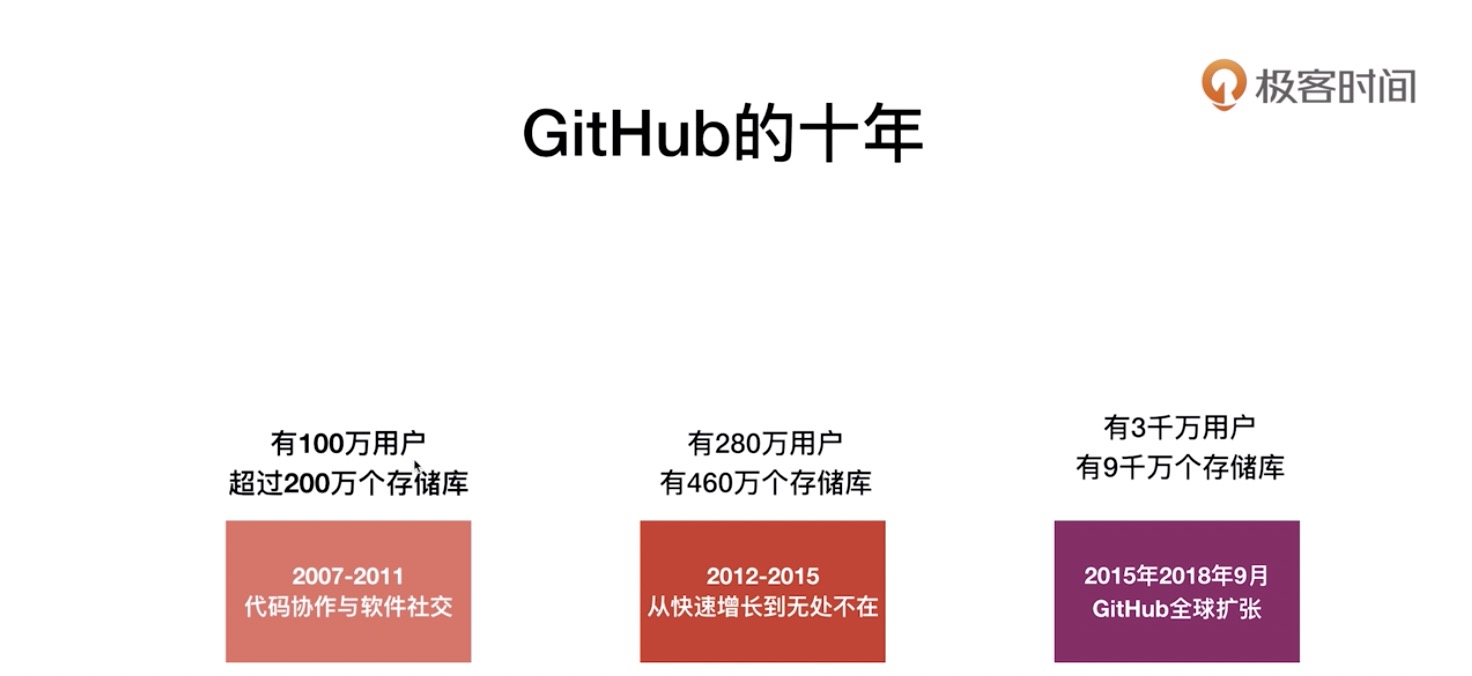 极客时间
GitHub的十年
有100万用户
超过200万个存储库
2007-2011
代码协作与软件社交
有280万用户
有460万个存储库
2012-2015
从快速增长到无处不在
有3千万用户
有9千万个存储库
2015年2018年9月
GitHub全球扩张